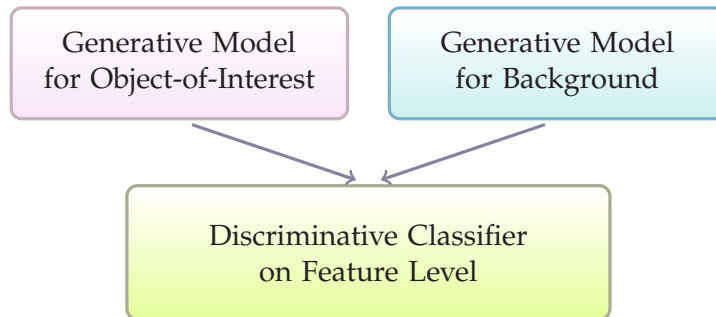 Generative Model
for Object-of-Interest
Generative Model
for Background
Discriminative Classifier
on Feature Level